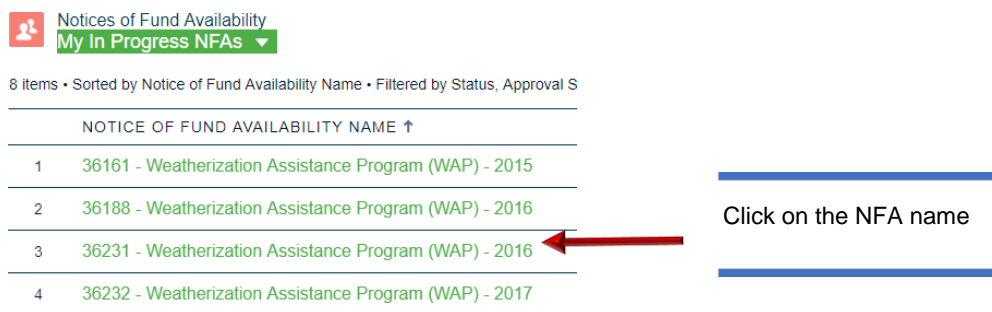 Notices of Fund Availability
My In Progress NFAs
8 items • Sorted by Notice of Fund Availability Name • Filtered by Status, Approval S
NOTICE OF FUND AVAILABILITY NAME ↑
1 36161 - Weatherization Assistance Program (WAP) - 2015
2 36188 - Weatherization Assistance Program (WAP) - 2016
3 36231 - Weatherization Assistance Program (WAP) - 2016
4 36232 - Weatherization Assistance Program (WAP) - 2017
Click on the NFA name